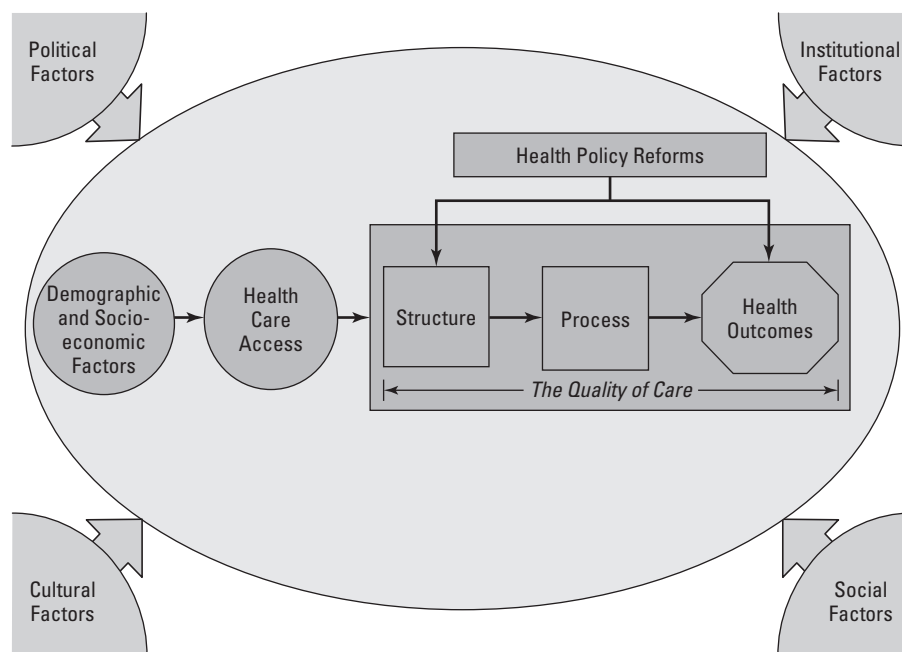 Political
Factors
Institutional
Factors
Health Policy Reforms
Demographic
and Socio-
economic
Factors
Health
Care
Access
Structure
Process
Health
Outcomes
The Quality of Care
Cultural
Factors
Social
Factors